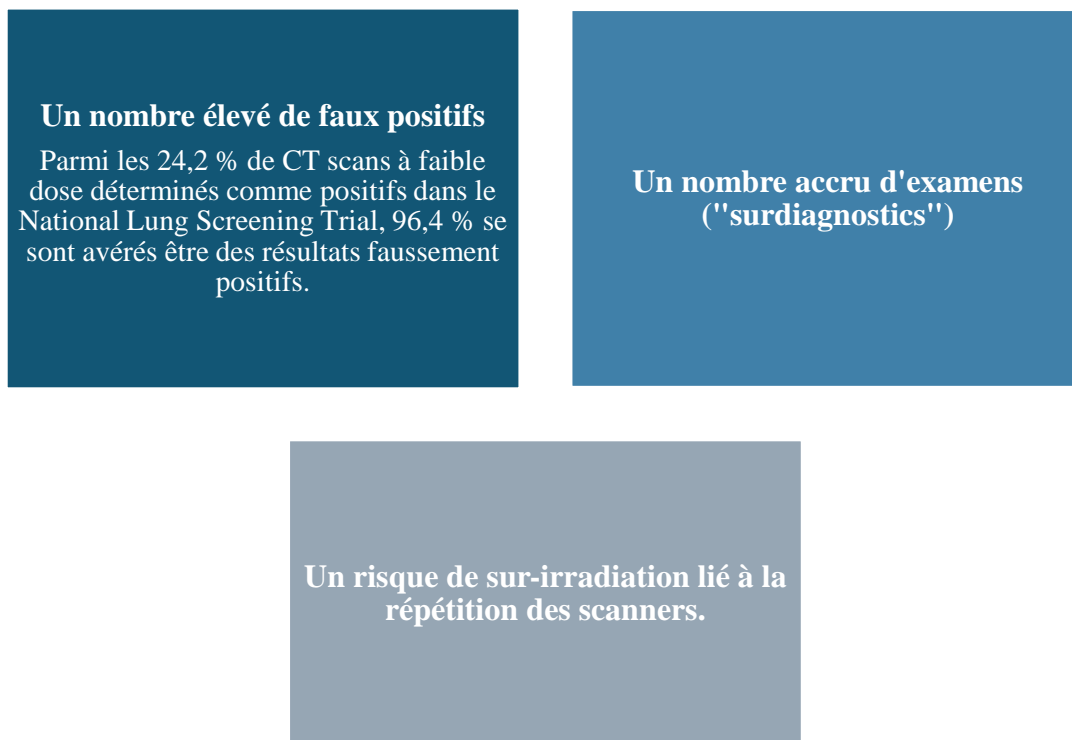 Un nombre élevé de faux positifs
Parmi les 24,2 % de CT scans à faible
dose déterminés comme positifs dans le
National Lung Screening Trial, 96,4 % se
sont avérés être des résultats faussement
positifs.
Un nombre accru d'examens
("surdiagnostics")
Un risque de sur-irradiation lié à la
répétition des scanners.